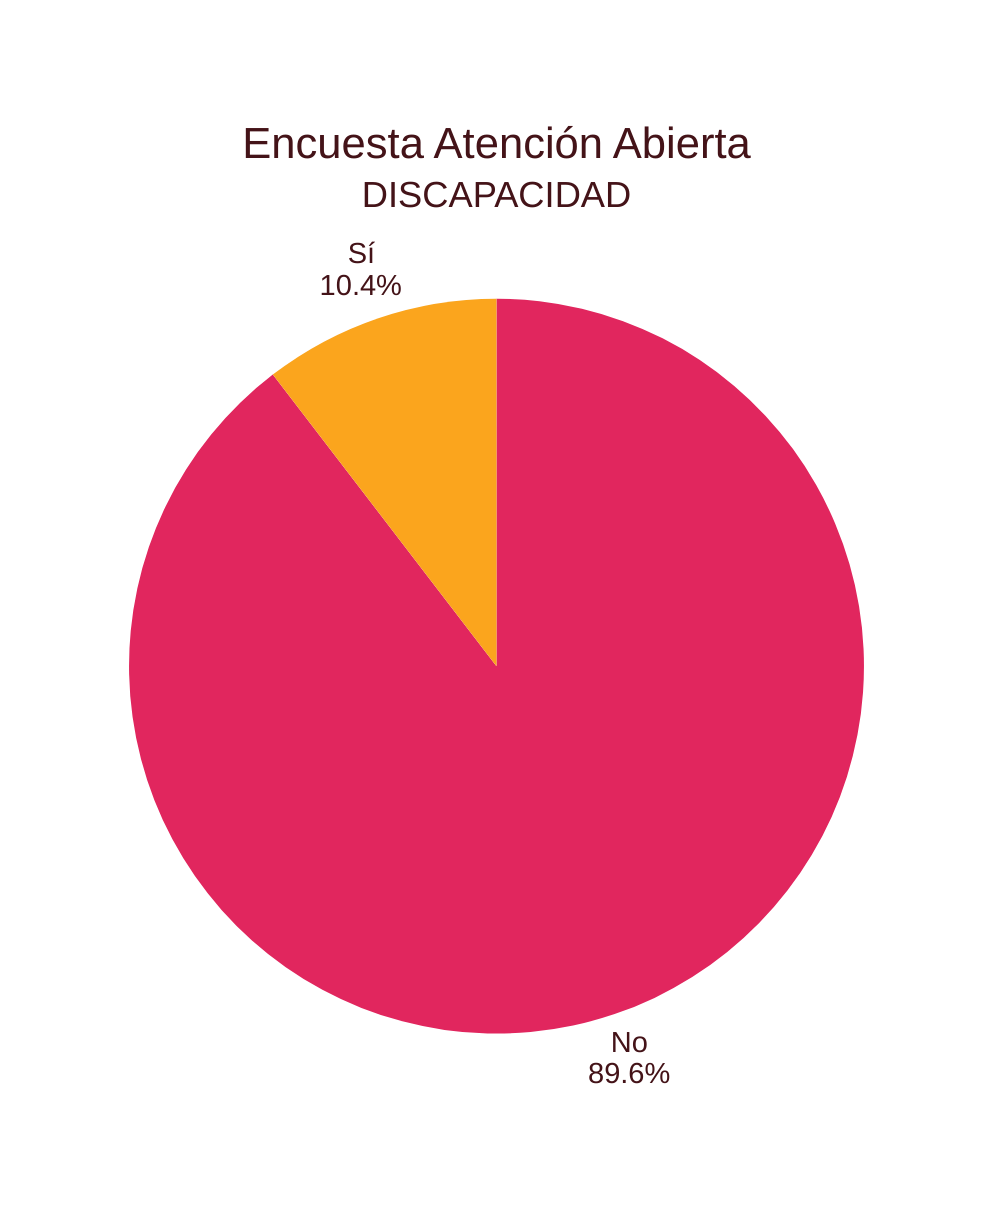 Encuesta Atención Abierta
DISCAPACIDAD
Sí
10.4%
No
89.6%